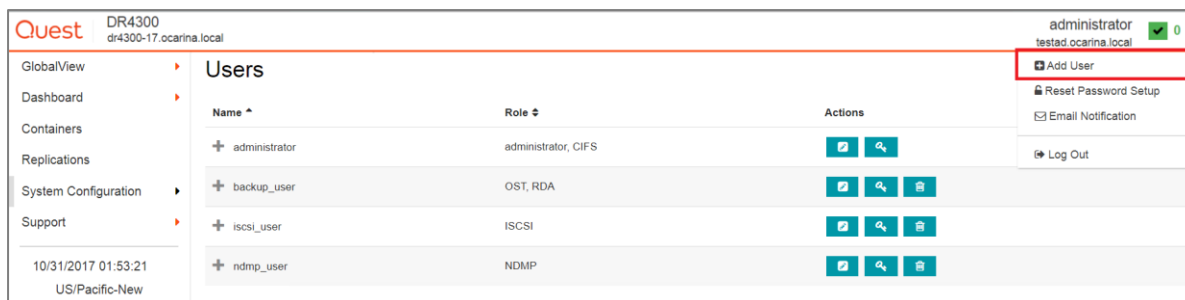 Quest
DR4300
dr4300-17.ocarina.local
administrator
testad.ocarina.local
0
GlobalView
Dashboard
Containers
Replications
System Configuration
Support
10/31/2017 01:53:21
US/Pacific-New
Users
Name Role Actions
administrator administrator, CIFS
backup_user OST, RDA
iscsi_user ISCSI
ndmp_user NDMP
Add User
Reset Password Setup
Email Notification
Log Out